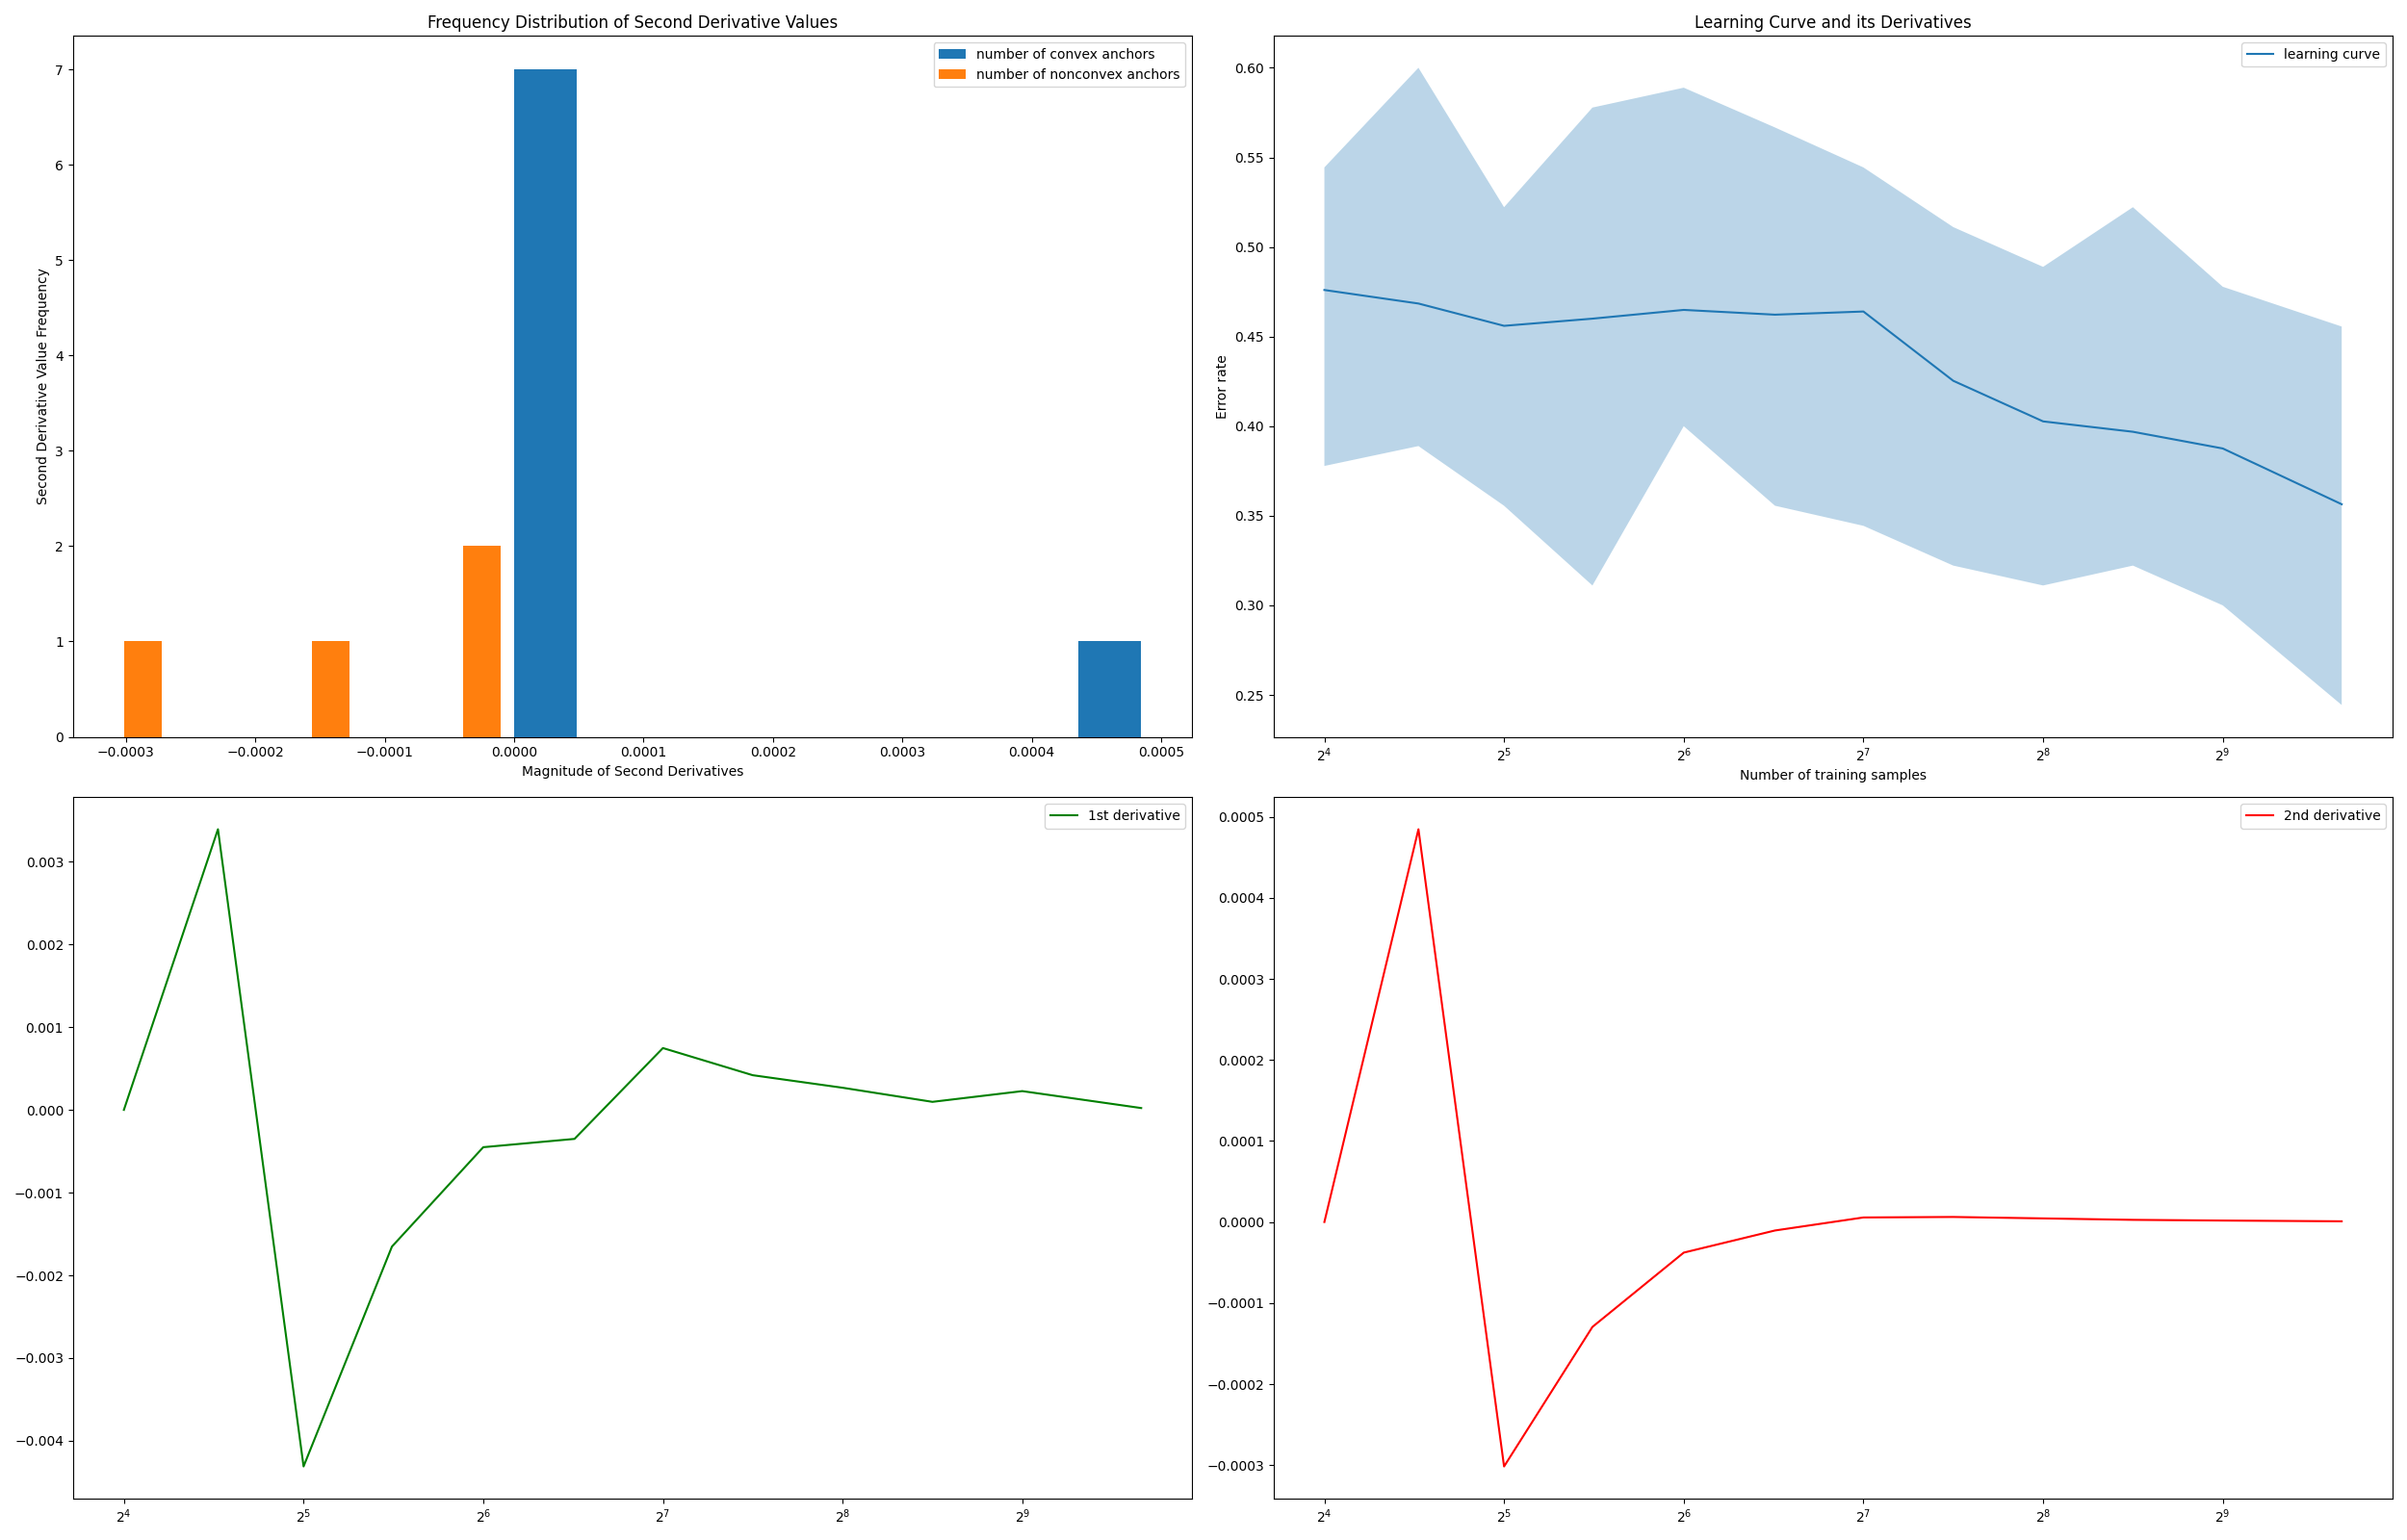 Frequency Distribution of Second Derivative Values
number of convex anchors
number of nonconvex anchors
7
6
5
4
3
2
1
0
Second Derivative Value Frequency
−0.0003 −0.0002 −0.0001 0.0000 0.0001 0.0002 0.0003 0.0004 0.0005
Magnitude of Second Derivatives
Learning Curve and its Derivatives
learning curve
0.60
0.55
0.50
0.45
0.40
0.35
0.30
0.25
Error rate
2⁴ 2⁵ 2⁶ 2⁷ 2⁸ 2⁹
Number of training samples
1st derivative
0.003
0.002
0.001
0.000
−0.001
−0.002
−0.003
−0.004
2⁴ 2⁵ 2⁶ 2⁷ 2⁸ 2⁹
2nd derivative
0.0005
0.0004
0.0003
0.0002
0.0001
0.0000
−0.0001
−0.0002
−0.0003
2⁴ 2⁵ 2⁶ 2⁷ 2⁸ 2⁹